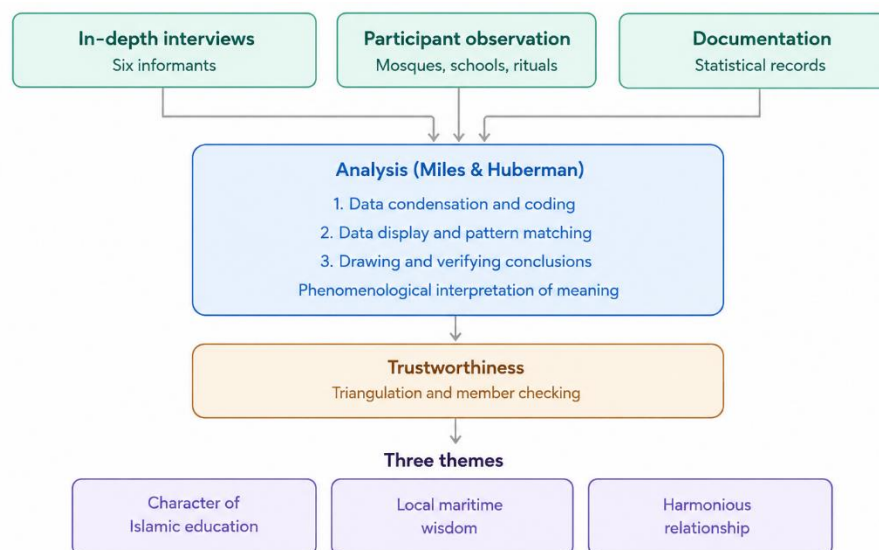 In-depth interviews
Six informants
Participant observation
Mosques, schools, rituals
Documentation
Statistical records
Analysis (Miles & Huberman)
1. Data condensation and coding
2. Data display and pattern matching
3. Drawing and verifying conclusions
Phenomenological interpretation of meaning
Trustworthiness
Triangulation and member checking
Three themes
Character of
Islamic education
Local maritime
wisdom
Harmonious
relationship